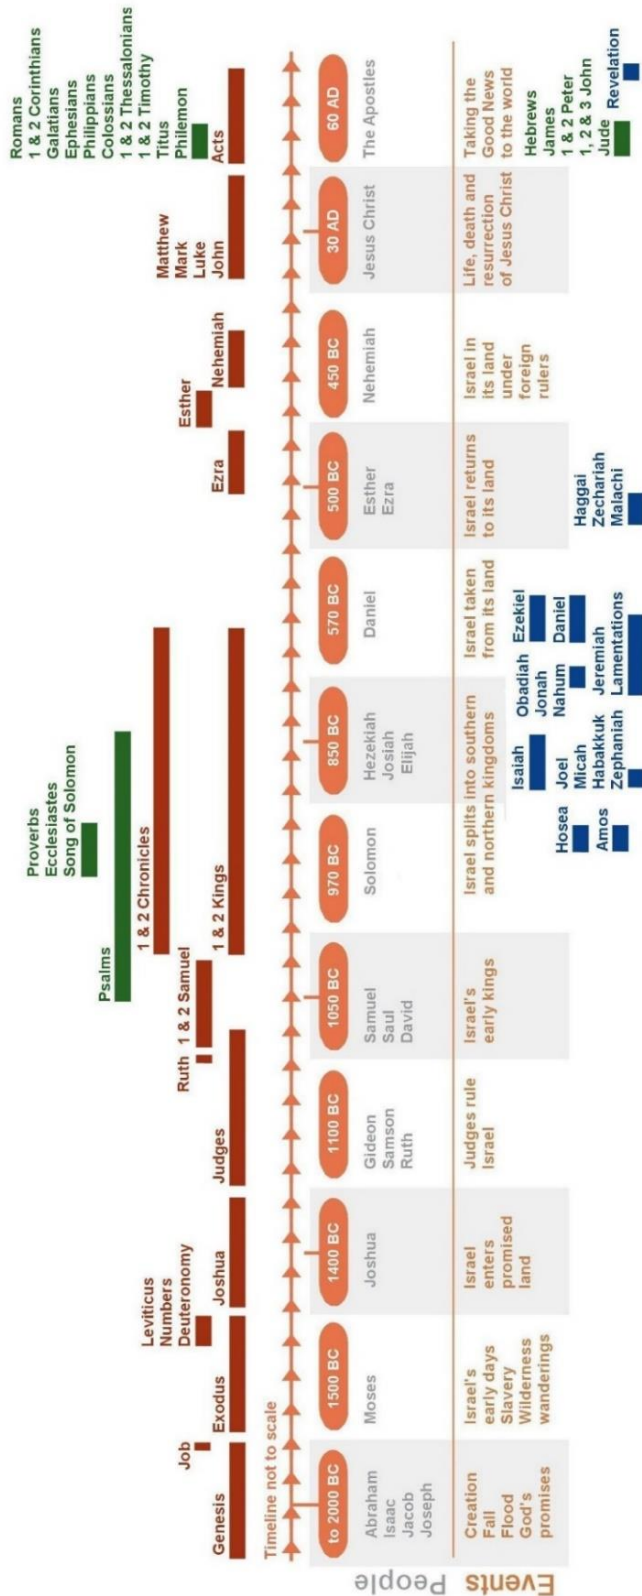 Romans
1 & 2 Corinthians
Galatians
Ephesians
Philippians
Colossians
1 & 2 Thessalonians
1 & 2 Timothy
Titus
Philemon
Proverbs
Ecclesiastes
Song of Solomon
Psalms
Leviticus
Numbers
Deuteronomy
Job
Ruth
1 & 2 Samuel
1 & 2 Chronicles
Esther
Matthew
Mark
Luke
John
Genesis
Exodus
Joshua
Judges
1 & 2 Kings
Ezra
Nehemiah
Acts
Timeline not to scale
to 2000 BC
1500 BC
1400 BC
1100 BC
1050 BC
970 BC
850 BC
570 BC
500 BC
450 BC
30 AD
60 AD
People
Abraham
Isaac
Jacob
Joseph
Moses
Joshua
Gideon
Samson
Ruth
Samuel
Saul
David
Solomon
Hezekiah
Josiah
Elijah
Daniel
Esther
Ezra
Nehemiah
Jesus Christ
The Apostles
Events
Creation
Fall
Flood
God's
promises
Israel's
early days
Slavery
Wilderness
wanderings
Israel
enters
promised
land
Judges rule
Israel
Israel's
early kings
Israel splits into southern
and northern kingdoms
Israel taken
from its land
Israel returns
to its land
Israel in
its land
under
foreign
rulers
Life, death and
resurrection
of Jesus Christ
Taking the
Good News
to the world
Hosea
Amos
Isaiah
Joel
Micah
Habakkuk
Zephaniah
Obadiah
Jonah
Nahum
Jeremiah
Lamentations
Ezekiel
Daniel
Haggai
Zechariah
Malachi
Hebrews
James
1 & 2 Peter
1, 2 & 3 John
Jude
Revelation